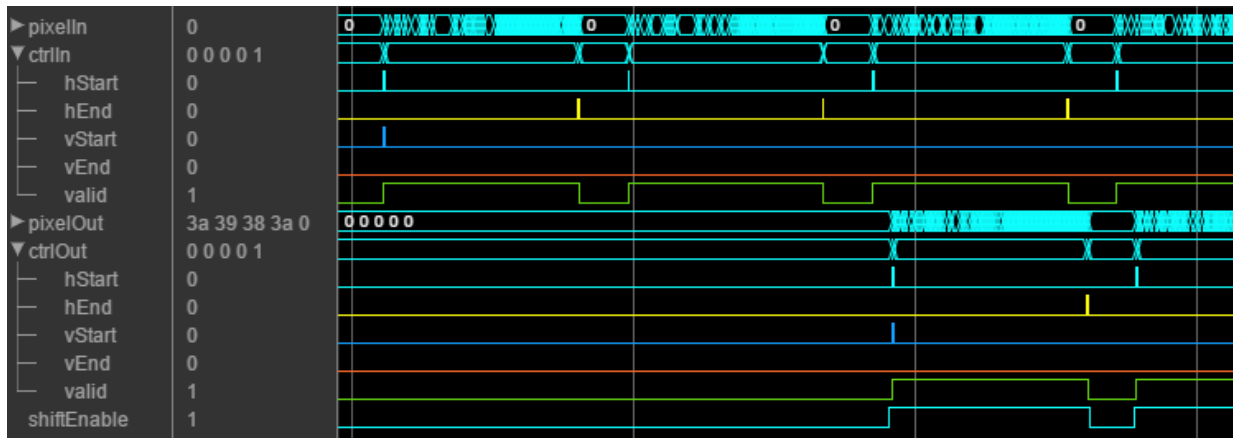 pixelIn 0 0 0 0 0
ctrlIn 0 0 0 0 1
hStart 0
hEnd 0
vStart 0
vEnd 0
valid 1
pixelOut 3a 39 38 3a 0 0 0 0 0 0
ctrlOut 0 0 0 0 1
hStart 0
hEnd 0
vStart 0
vEnd 0
valid 1
shiftEnable 1